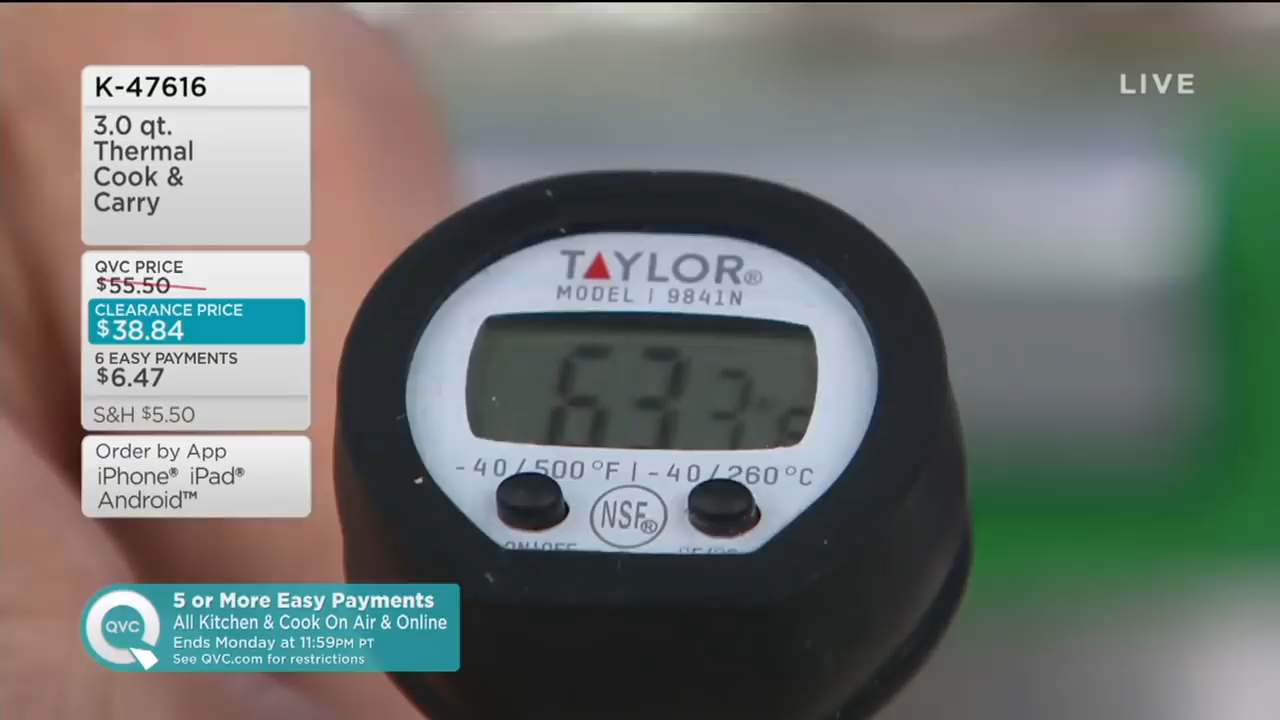 K-47616
3.0 qt.
Thermal
Cook &
Carry
QVC PRICE
$55.50
CLEARANCE PRICE
$38.84
6 EASY PAYMENTS
$6.47
S&H $5.50
Order by App
iPhone® iPad®
Android™
QVC
5 or More Easy Payments
All Kitchen & Cook On Air & Online
Ends Monday at 11:59PM PT
See QVC.com for restrictions
LIVE
TAYLOR®
MODEL | 9841N
-40/500°F | -40/260°C
NSF®
ON/OFF